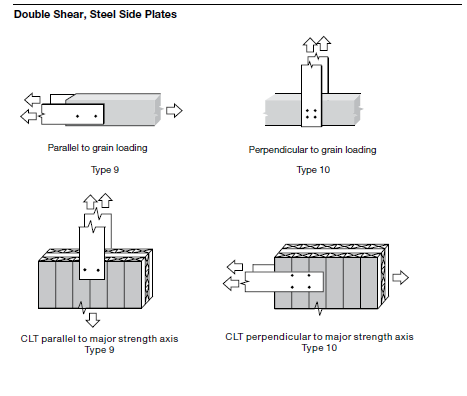 Double Shear, Steel Side Plates
Parallel to grain loading
Perpendicular to grain loading
Type 9
Type 10
CLT parallel to major strength axis
Type 9
CLT perpendicular to major strength axis
Type 10